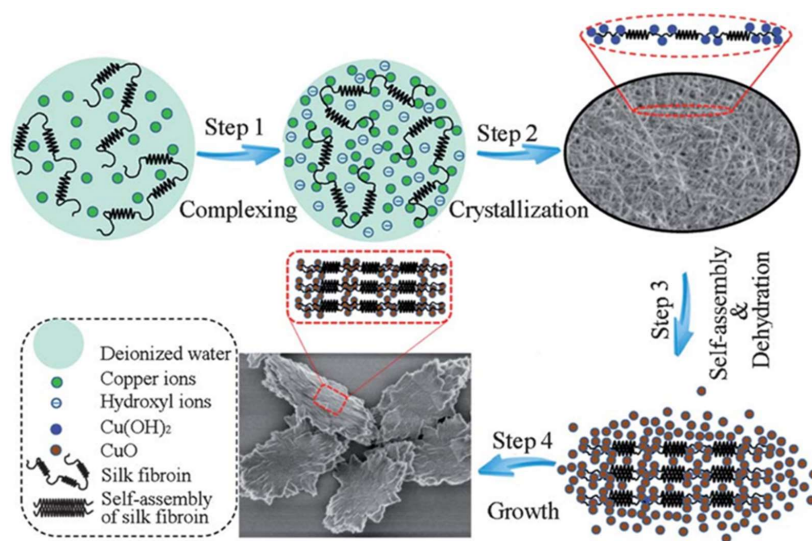 Step 1
Complexing
Step 2
Crystallization
Step 3
Self-assembly
&
Dehydration
Step 4
Growth
Deionized water
Copper ions
Hydroxyl ions
Cu(OH)₂
CuO
Silk fibroin
Self-assembly
of silk fibroin